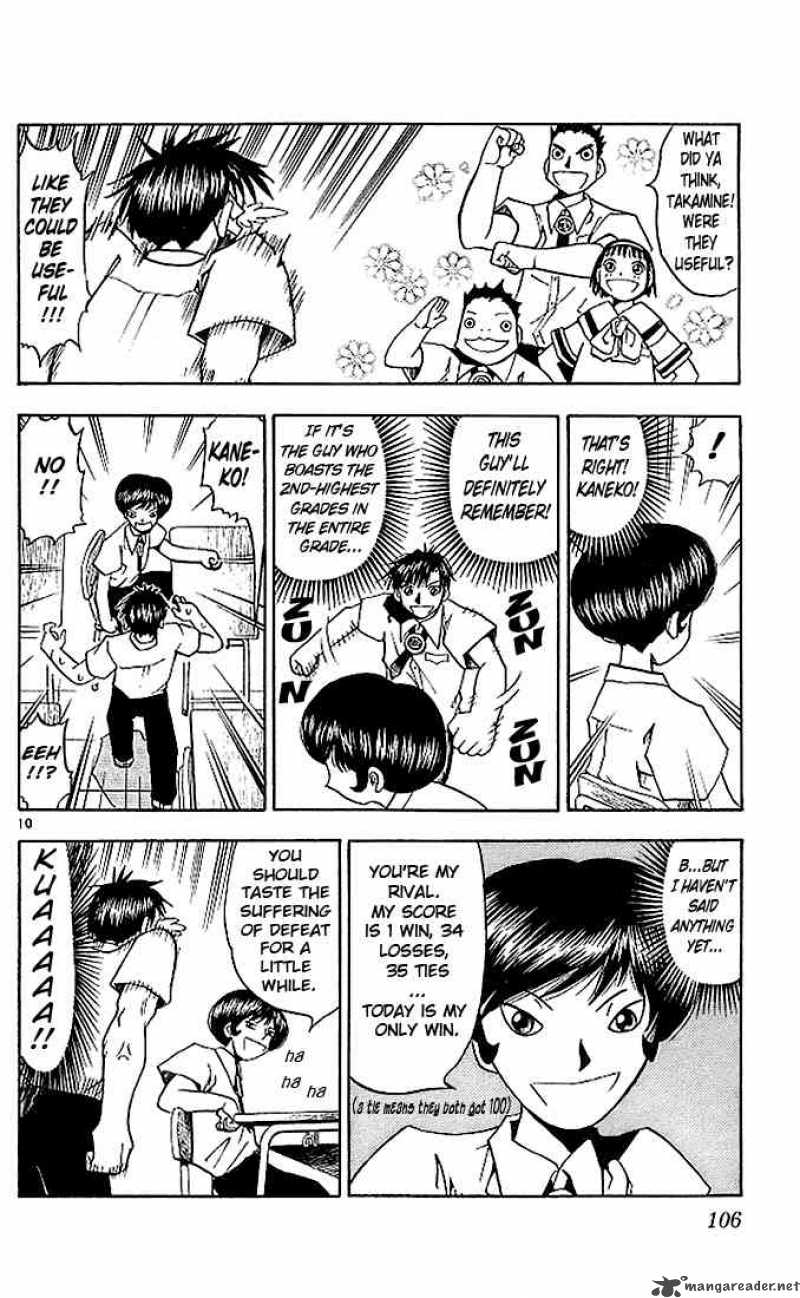 WHAT
DID YA
THINK,
TAKAMINE!
WERE
THEY
USEFUL?
LIKE
THEY
COULD
BE
USE-
FUL
!!!
!
THAT'S
RIGHT!
KANEKO!
THIS
GUY'LL
DEFINITELY
REMEMBER!
IF IT'S
THE GUY WHO
BOASTS THE
2ND-HIGHEST
GRADES IN
THE ENTIRE
GRADE...
ZUN
ZUN
ZUN
KANE-
KO!
NO
!!
EEH
!!?
10
B...BUT
I HAVEN'T
SAID
ANYTHING
YET...
YOU'RE MY
RIVAL.
MY SCORE
IS 1 WIN, 34
LOSSES,
35 TIES
...
TODAY IS MY
ONLY WIN.
(a tie means they both got 100)
YOU
SHOULD
TASTE THE
SUFFERING
OF DEFEAT
FOR A
LITTLE
WHILE.
ha
ha
ha
KUAAAAAA!!
106
mangareader.net